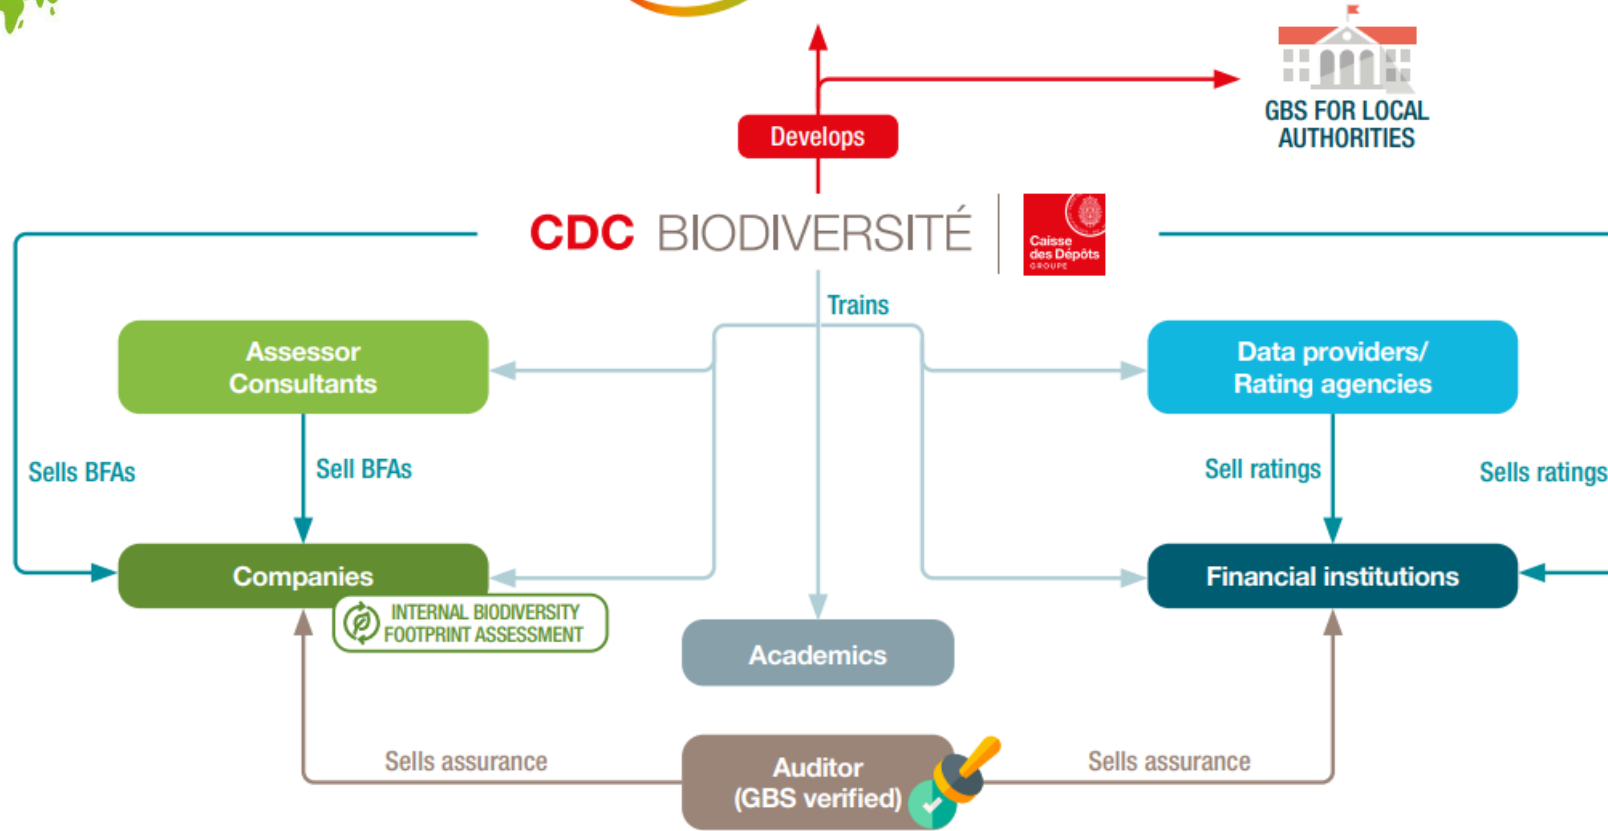 GBS FOR LOCAL
AUTHORITIES
Develops
CDC BIODIVERSITÉ
Caisse
des Dépôts
GROUPE
Trains
Assessor
Consultants
Data providers/
Rating agencies
Sells BFAs
Sell BFAs
Sell ratings
Sells ratings
Companies
Financial institutions
INTERNAL BIODIVERSITY
FOOTPRINT ASSESSMENT
Academics
Sells assurance
Auditor
(GBS verified)
Sells assurance